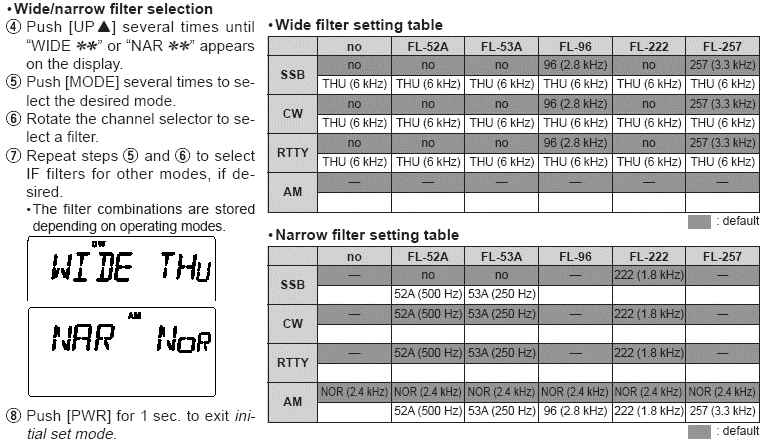 •Wide/narrow filter selection
④ Push [UP▲] several times until
“WIDE ✱✱” or “NAR ✱✱” appears
on the display.
⑤ Push [MODE] several times to se-
lect the desired mode.
⑥ Rotate the channel selector to se-
lect a filter.
⑦ Repeat steps ⑤ and ⑥ to select
IF filters for other modes, if de-
sired.
•The filter combinations are stored
depending on operating modes.
CW
WIDE THU
AM
NAR NOR
⑧ Push [PWR] for 1 sec. to exit ini-
tial set mode.
•Wide filter setting table
no FL-52A FL-53A FL-96 FL-222 FL-257
SSB
no no no 96 (2.8 kHz) no 257 (3.3 kHz)
THU (6 kHz) THU (6 kHz) THU (6 kHz) THU (6 kHz) THU (6 kHz) THU (6 kHz)
CW
no no no 96 (2.8 kHz) no 257 (3.3 kHz)
THU (6 kHz) THU (6 kHz) THU (6 kHz) THU (6 kHz) THU (6 kHz) THU (6 kHz)
RTTY
no no no 96 (2.8 kHz) no 257 (3.3 kHz)
THU (6 kHz) THU (6 kHz) THU (6 kHz) THU (6 kHz) THU (6 kHz) THU (6 kHz)
AM
— — — — — —
: default
•Narrow filter setting table
no FL-52A FL-53A FL-96 FL-222 FL-257
SSB
— no no — 222 (1.8 kHz) —
52A (500 Hz) 53A (250 Hz)
CW
— 52A (500 Hz) 53A (250 Hz) — 222 (1.8 kHz) —
RTTY
— 52A (500 Hz) 53A (250 Hz) — 222 (1.8 kHz) —
AM
NOR (2.4 kHz) NOR (2.4 kHz) NOR (2.4 kHz) NOR (2.4 kHz) NOR (2.4 kHz) NOR (2.4 kHz)
52A (500 Hz) 53A (250 Hz) 96 (2.8 kHz) 222 (1.8 kHz) 257 (3.3 kHz)
: default